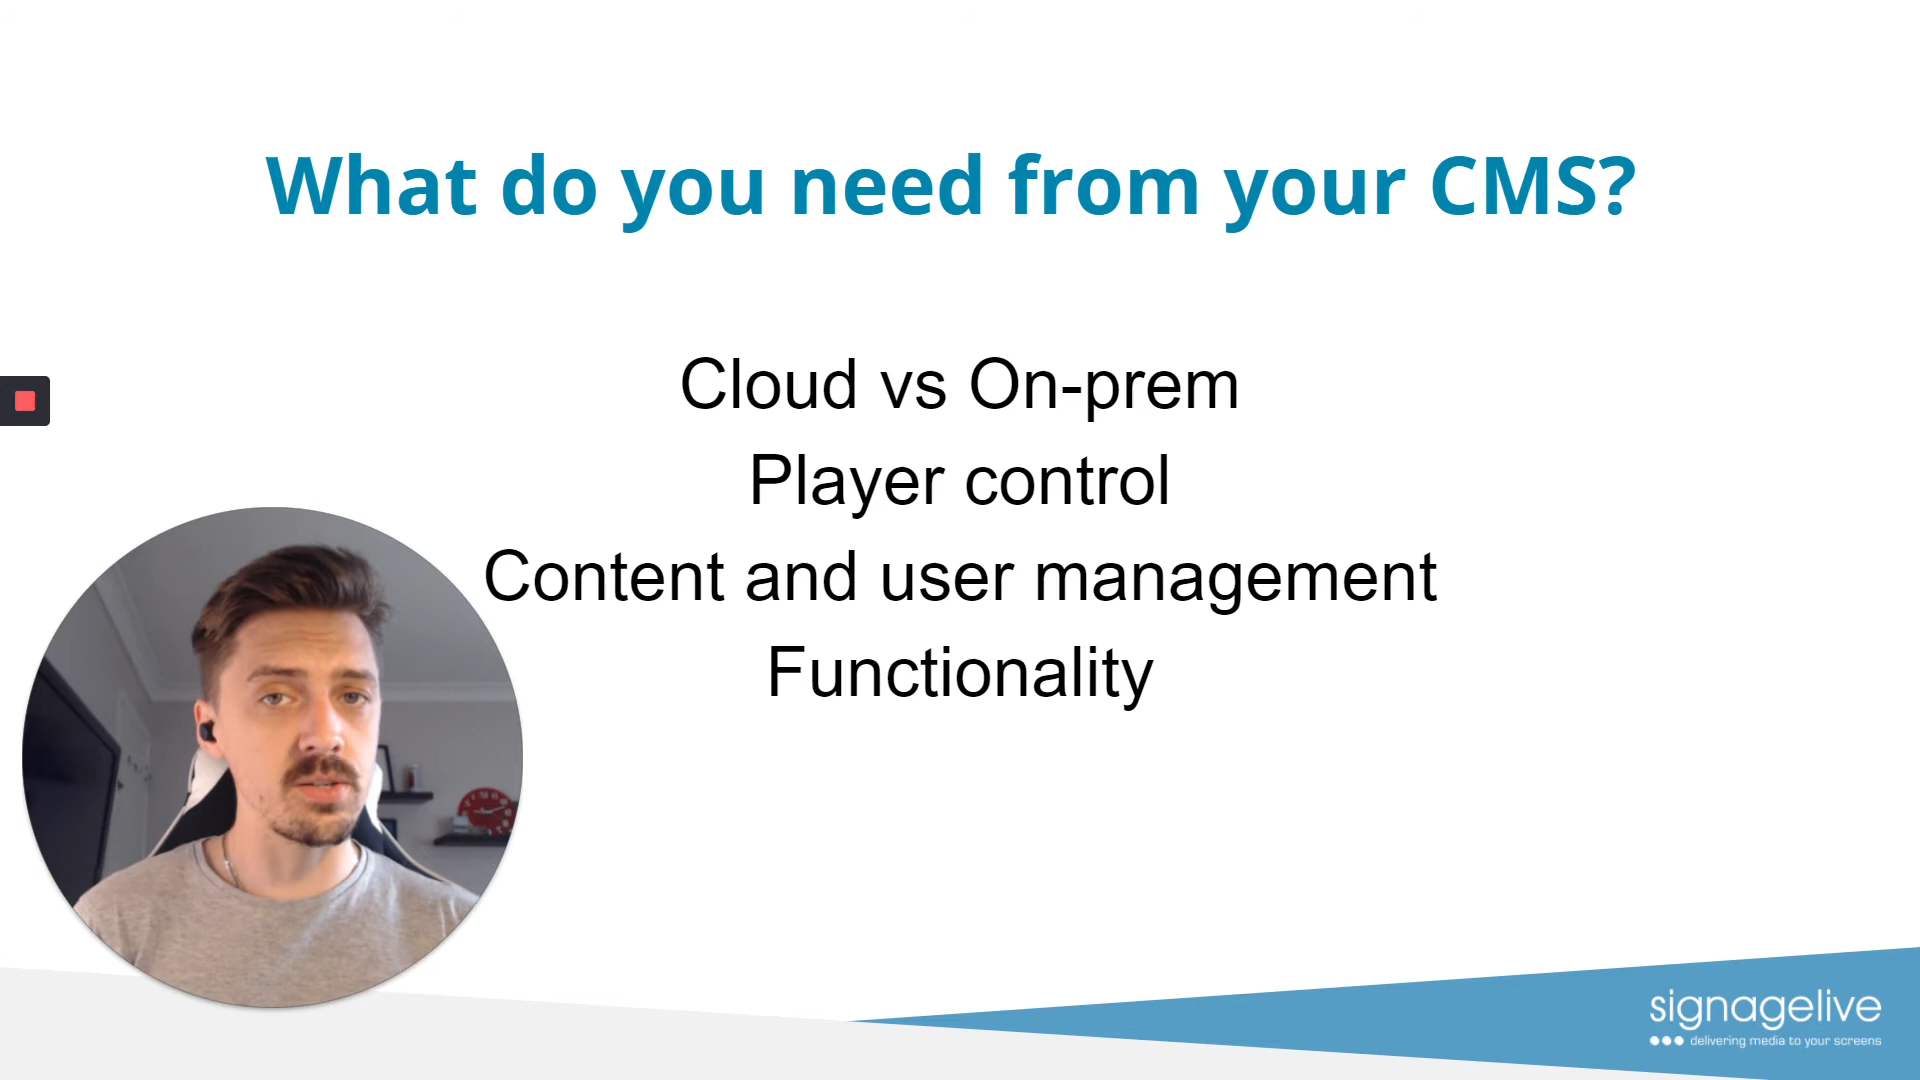 What do you need from your CMS?
Cloud vs On-prem
Player control
Content and user management
Functionality
signagelive
delivering media to your screens